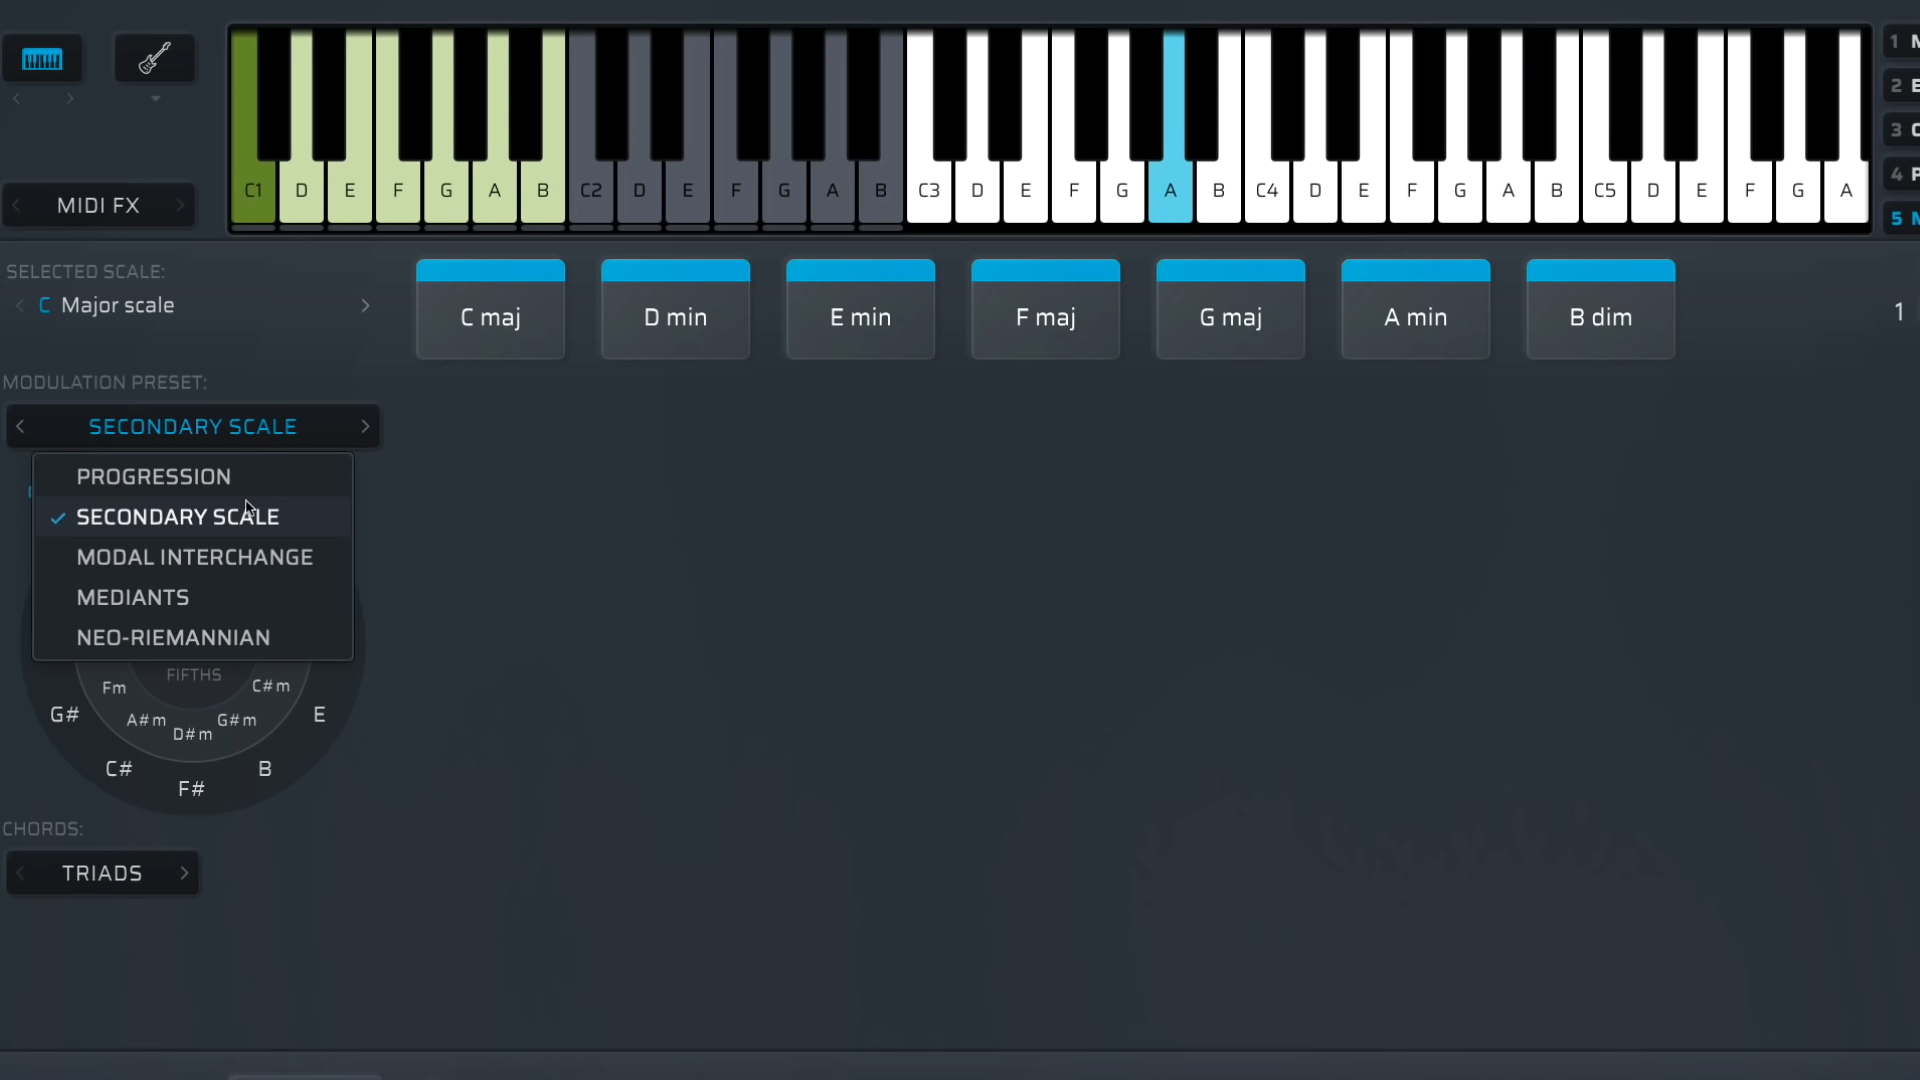 C1 D E F G A B C2 D E F G A B C3 D E F G A B C4 D E F G A B C5 D E F G A
1
2 E
3
4 P
5
MIDI FX
SELECTED SCALE:
C Major scale
C maj
D min
E min
F maj
G maj
A min
B dim
1
MODULATION PRESET:
SECONDARY SCALE
PROGRESSION
SECONDARY SCALE
MODAL INTERCHANGE
MEDIANTS
NEO-RIEMANNIAN
FIFTHS
Fm C#m
G# A#m G#m E
D#m
C# B
F#
CHORDS:
TRIADS